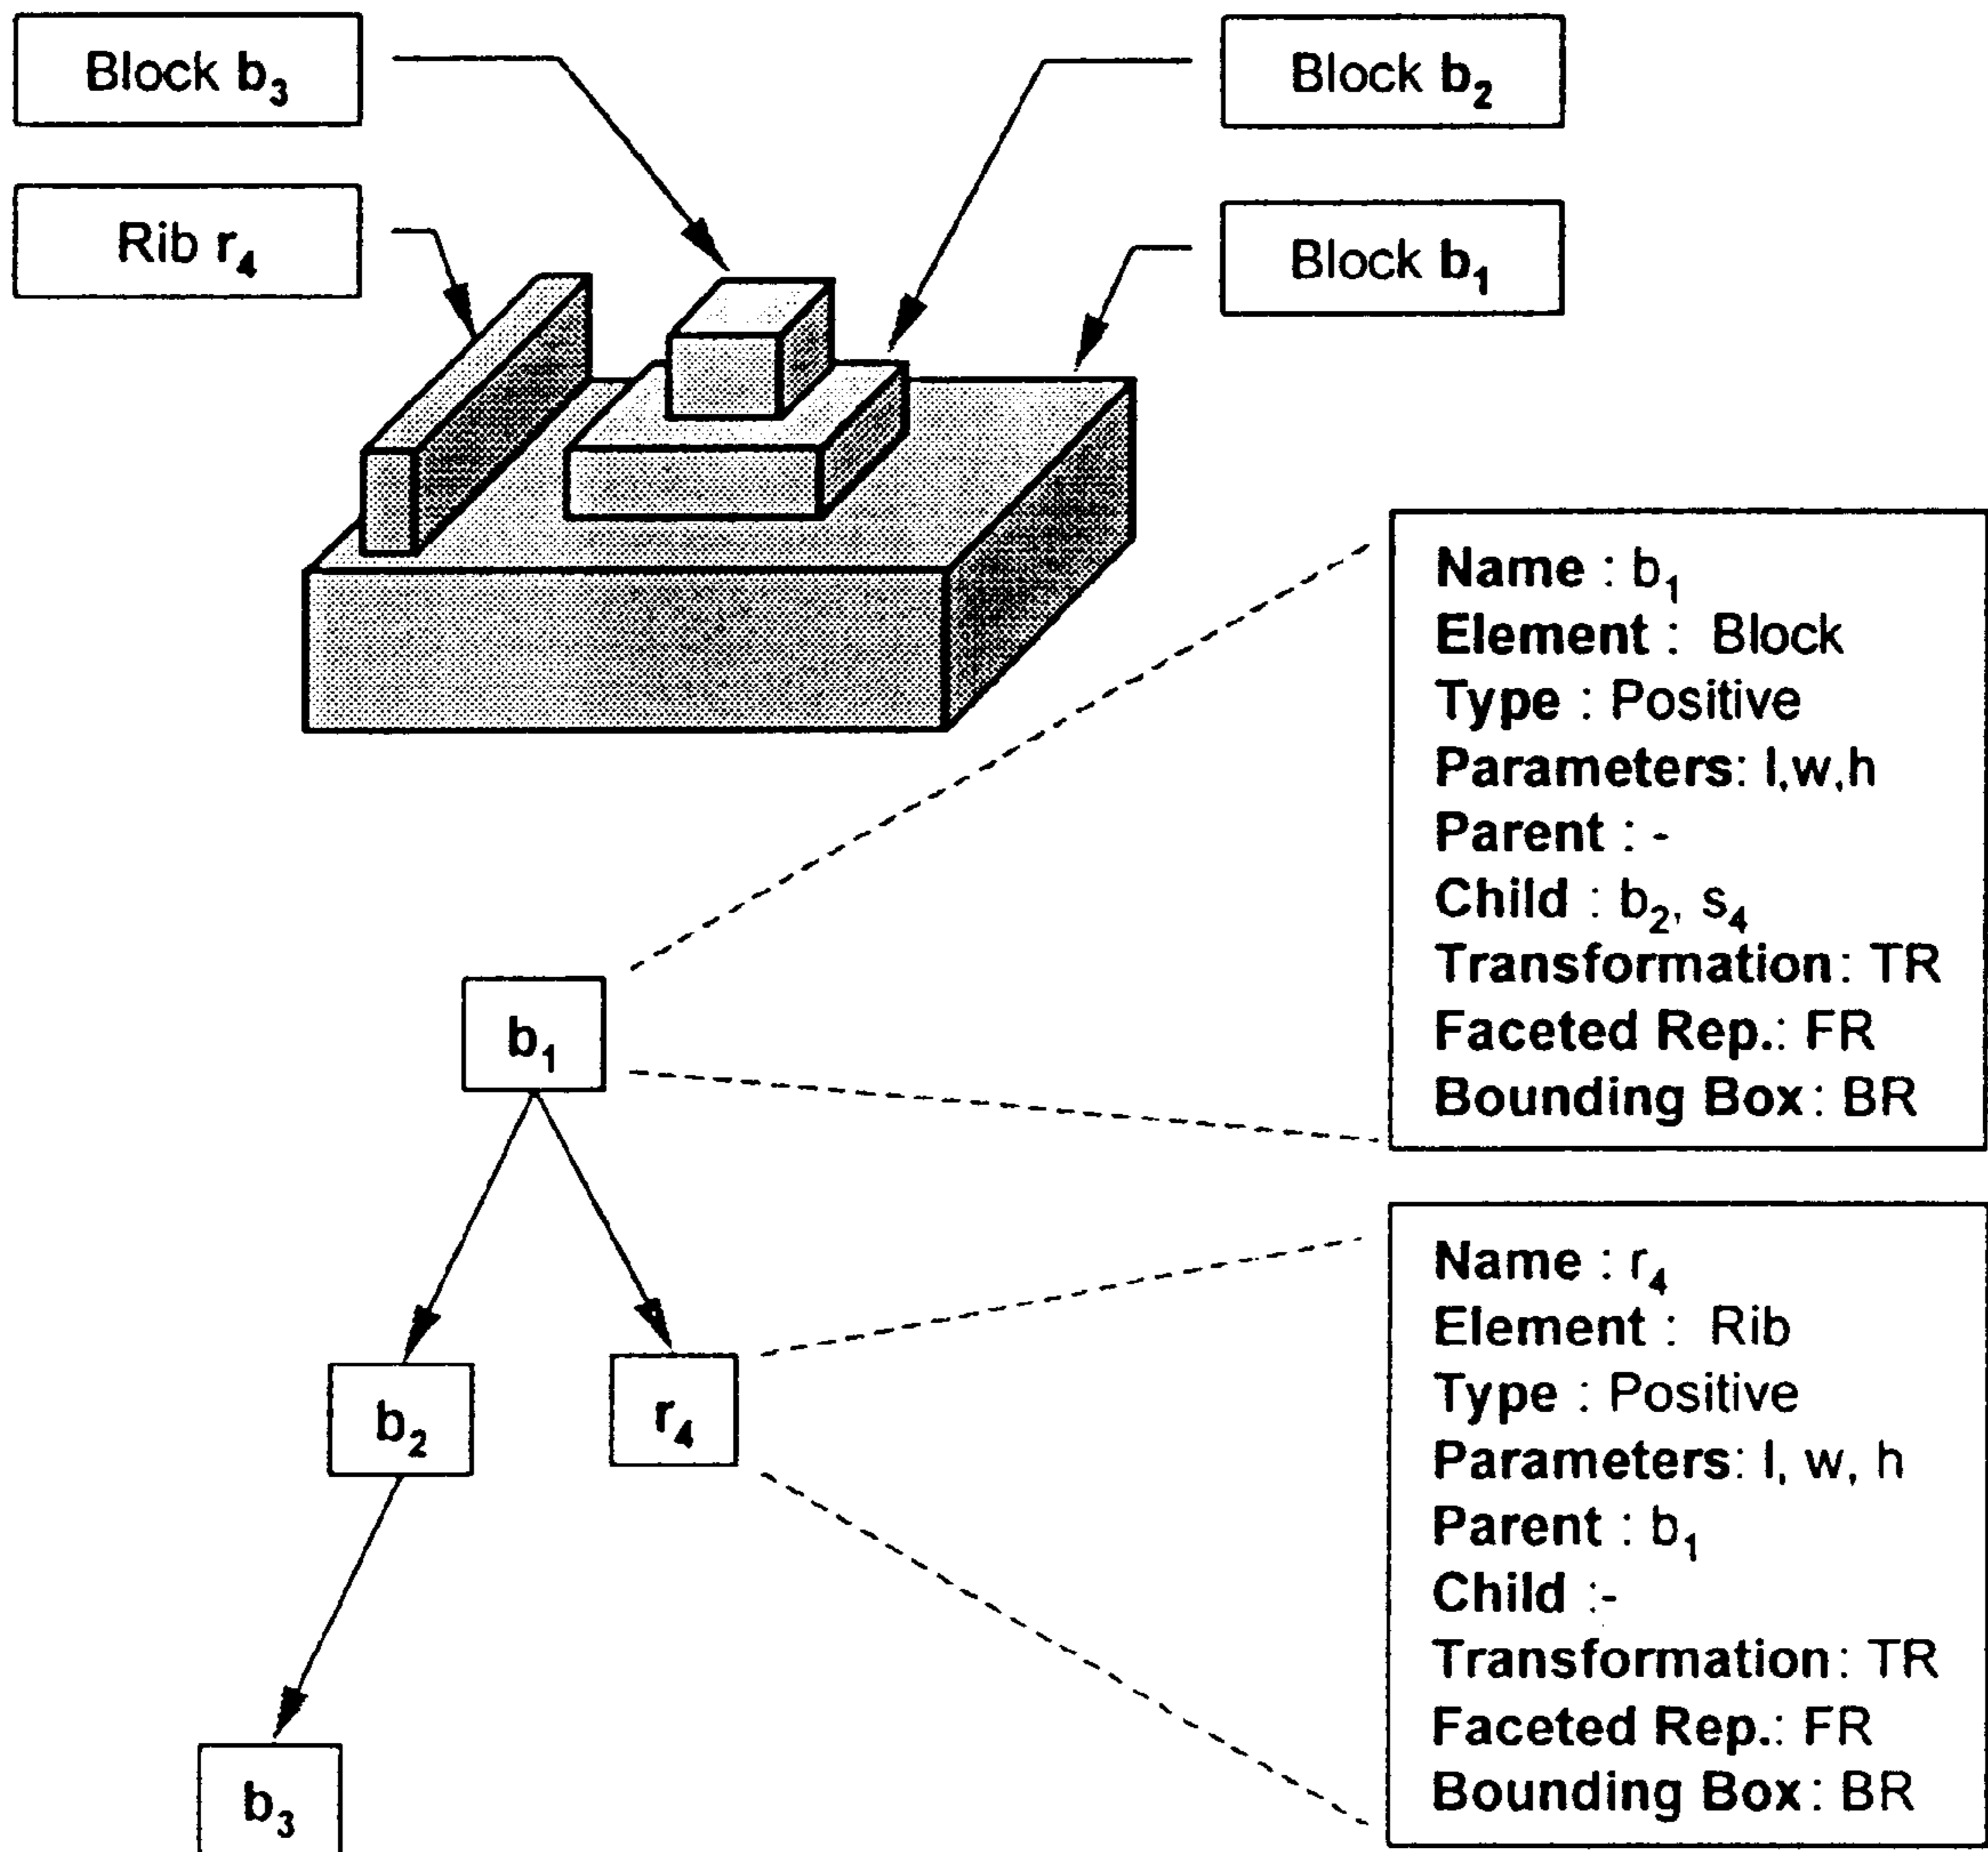 Block b₃
Block b₂
Rib r₄
Block b₁
Name : b₁
Element : Block
Type : Positive
Parameters: l,w,h
Parent : -
Child : b₂, s₄
Transformation: TR
Faceted Rep.: FR
Bounding Box: BR
b₁
b₂
r₄
b₃
Name : r₄
Element : Rib
Type : Positive
Parameters: l, w, h
Parent : b₁
Child :-
Transformation: TR
Faceted Rep.: FR
Bounding Box: BR